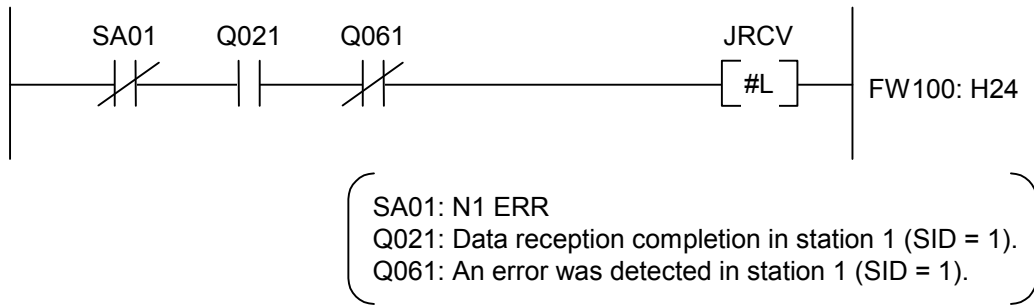 SA01 Q021 Q061 JRCV
#L
FW100: H24
SA01: N1 ERR
Q021: Data reception completion in station 1 (SID = 1).
Q061: An error was detected in station 1 (SID = 1).